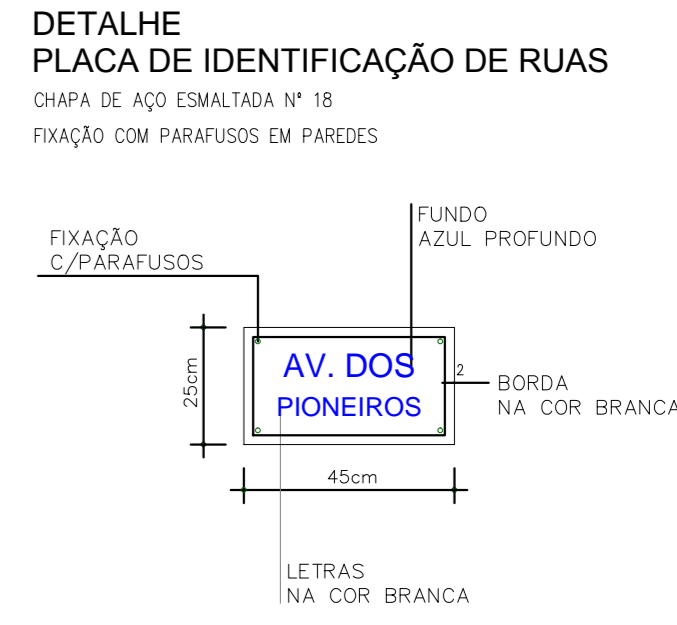 DETALHE
PLACA DE IDENTIFICAÇÃO DE RUAS
CHAPA DE AÇO ESMALTADA Nº 18
FIXAÇÃO COM PARAFUSOS EM PAREDES
FUNDO
AZUL PROFUNDO
FIXAÇÃO
C/PARAFUSOS
25cm
AV. DOS
PIONEIROS
2
BORDA
NA COR BRANCA
45cm
LETRAS
NA COR BRANCA